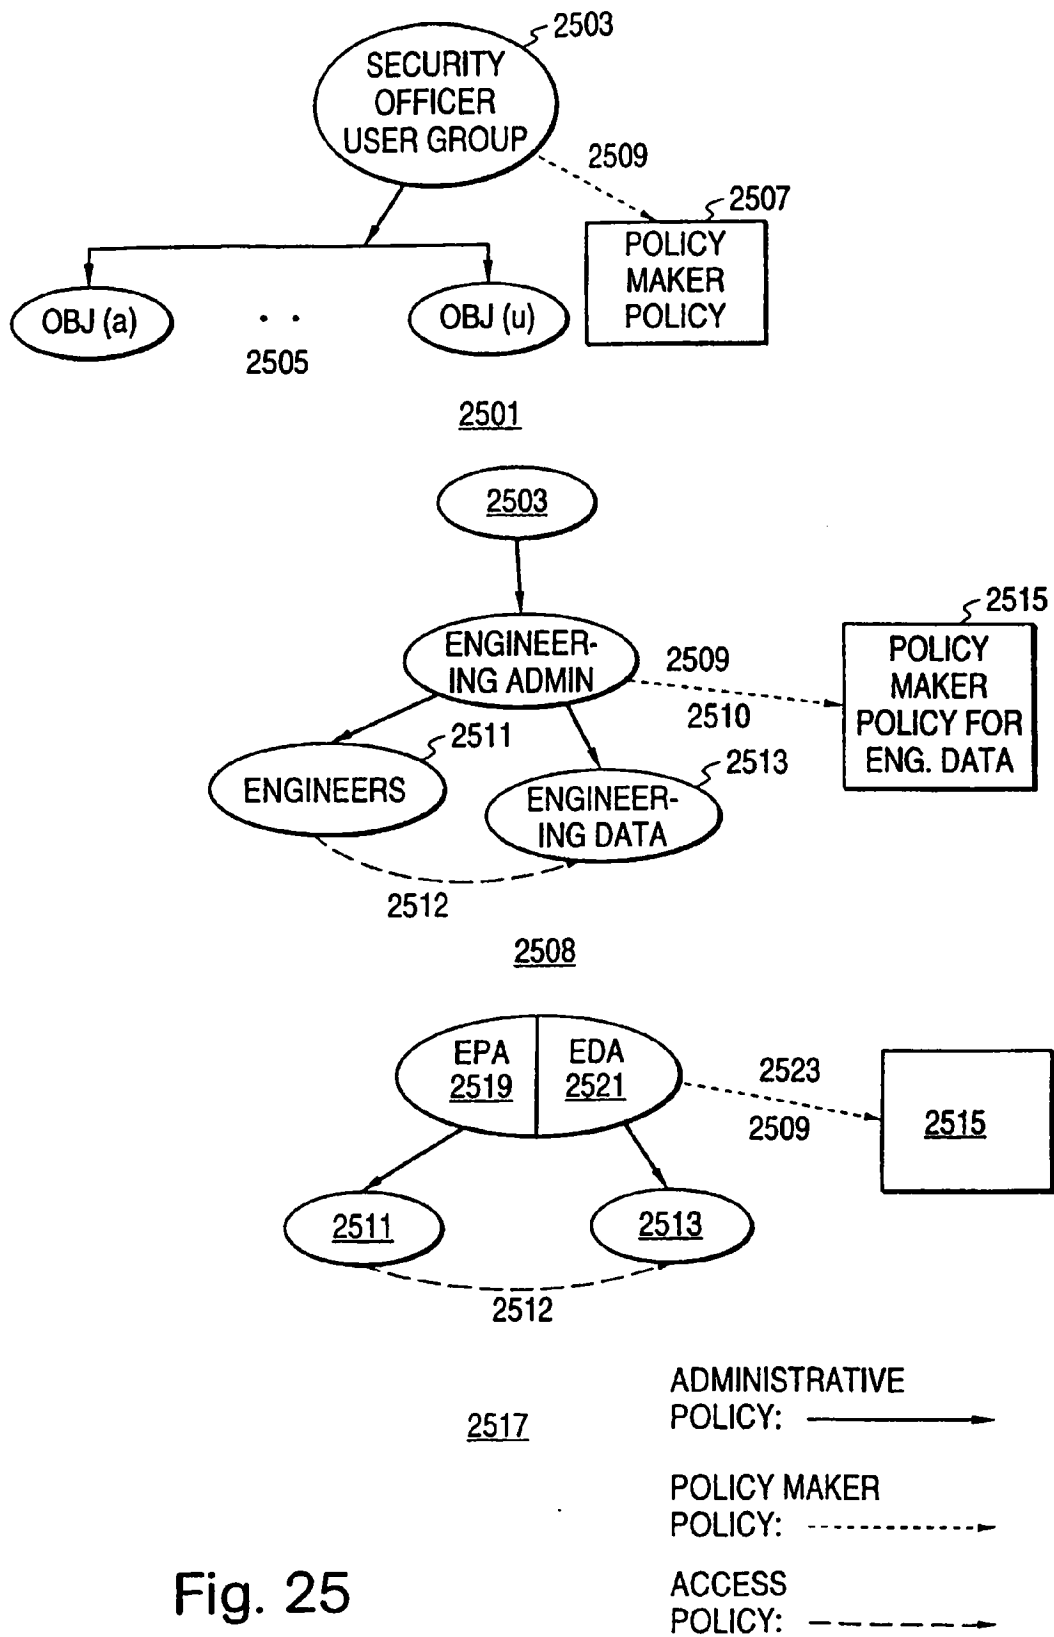 2503
SECURITY
OFFICER
USER GROUP
2509
2507
POLICY
MAKER
POLICY
OBJ (a)
. .
OBJ (u)
2505
2501
2503
2515
ENGINEER-
ING ADMIN
2509
2510
POLICY
MAKER
POLICY FOR
ENG. DATA
2511
2513
ENGINEERS
ENGINEER-
ING DATA
2512
2508
EPA
2519
EDA
2521
2523
2509
2515
2511
2513
2512
ADMINISTRATIVE
POLICY:
2517
POLICY MAKER
POLICY:
ACCESS
POLICY:
Fig. 25